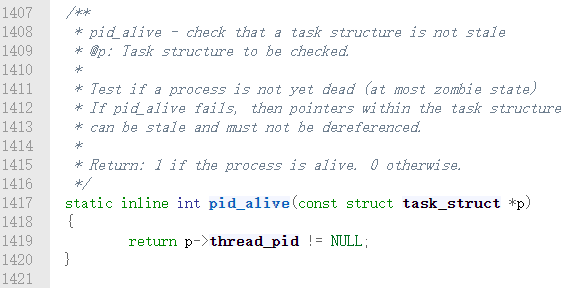 1407 /**
1408  * pid_alive - check that a task structure is not stale
1409  * @p: Task structure to be checked.
1410  *
1411  * Test if a process is not yet dead (at most zombie state)
1412  * If pid_alive fails, then pointers within the task structure
1413  * can be stale and must not be dereferenced.
1414  *
1415  * Return: 1 if the process is alive. 0 otherwise.
1416  */
1417 static inline int pid_alive(const struct task_struct *p)
1418 {
1419         return p->thread_pid != NULL;
1420 }
1421